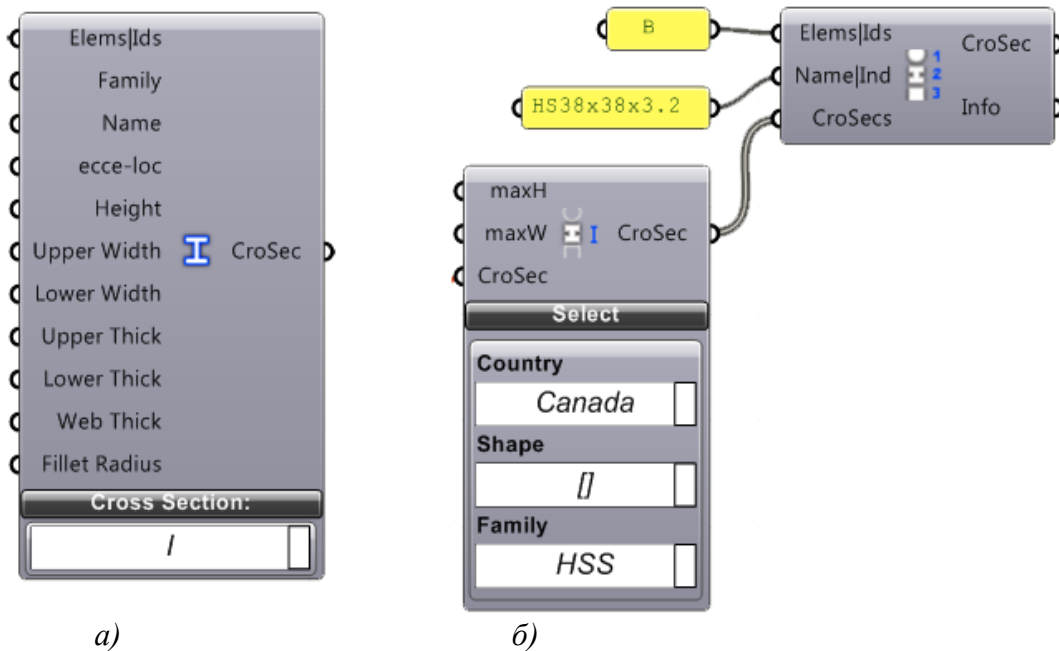 Elems|Ids
Family
Name
ecce-loc
Height
Upper Width
CroSec
Lower Width
Upper Thick
Lower Thick
Web Thick
Fillet Radius
Cross Section:
I
а)
B
HS38x38x3.2
Elems|Ids
CroSec
Name|Ind
1
2
3
CroSecs
Info
maxH
maxW
I
CroSec
CroSec
Select
Country
Canada
Shape
[]
Family
HSS
б)